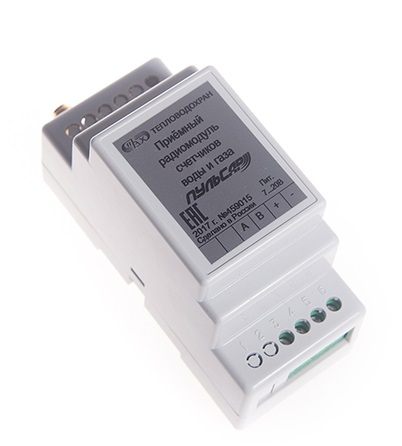 ТЕПЛОВОДОХРАН
Приёмный
радиомодуль
счетчиков
воды и газа
ПУЛЬСАР
Пит.
7...20В
ЕАС
2017 г. №459015
Сделано в России
A B + -
1 2 3 4 5 6